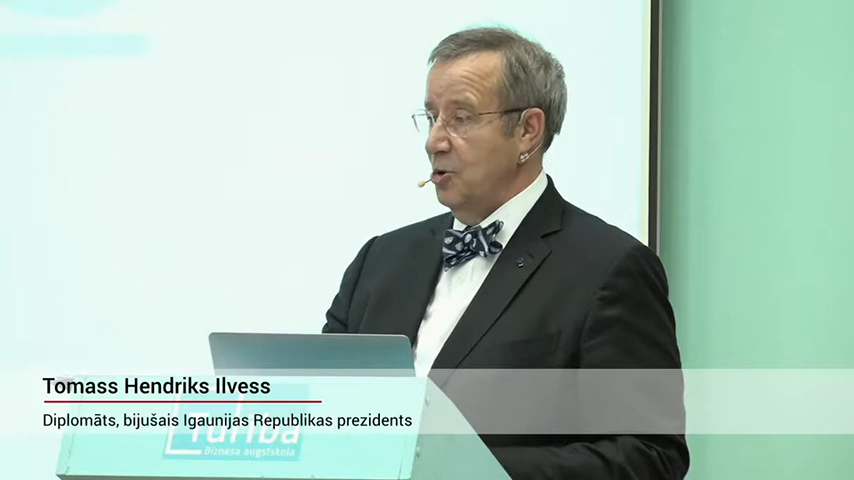 Tomass Hendriks Ilvess
Diplomāts, bijušais Igaunijas Republikas prezidents
Turība
Biznesa augstskola